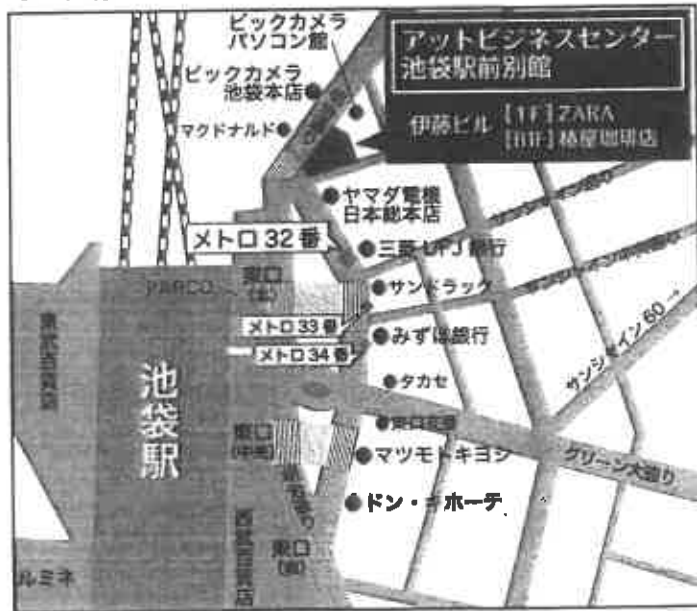 ビックカメラ
パソコン館
アットビジネスセンター
池袋駅前別館
伊藤ビル 【1F】ZARA
【B1F】椿屋珈琲店
ビックカメラ
池袋本店
マクドナルド
ヤマダ電機
日本総本店
メトロ32番
三菱UFJ銀行
PARCO
東口
(北)
サンドラッグ
メトロ33番
みずほ銀行
メトロ34番
サンシャイン60→
東武百貨店
池袋駅
タカセ
東口
(中央)
東口交番
マツモトキヨシ
グリーン大通り
ドン・キホーテ
西武百貨店
東口
(南)
ルミネ